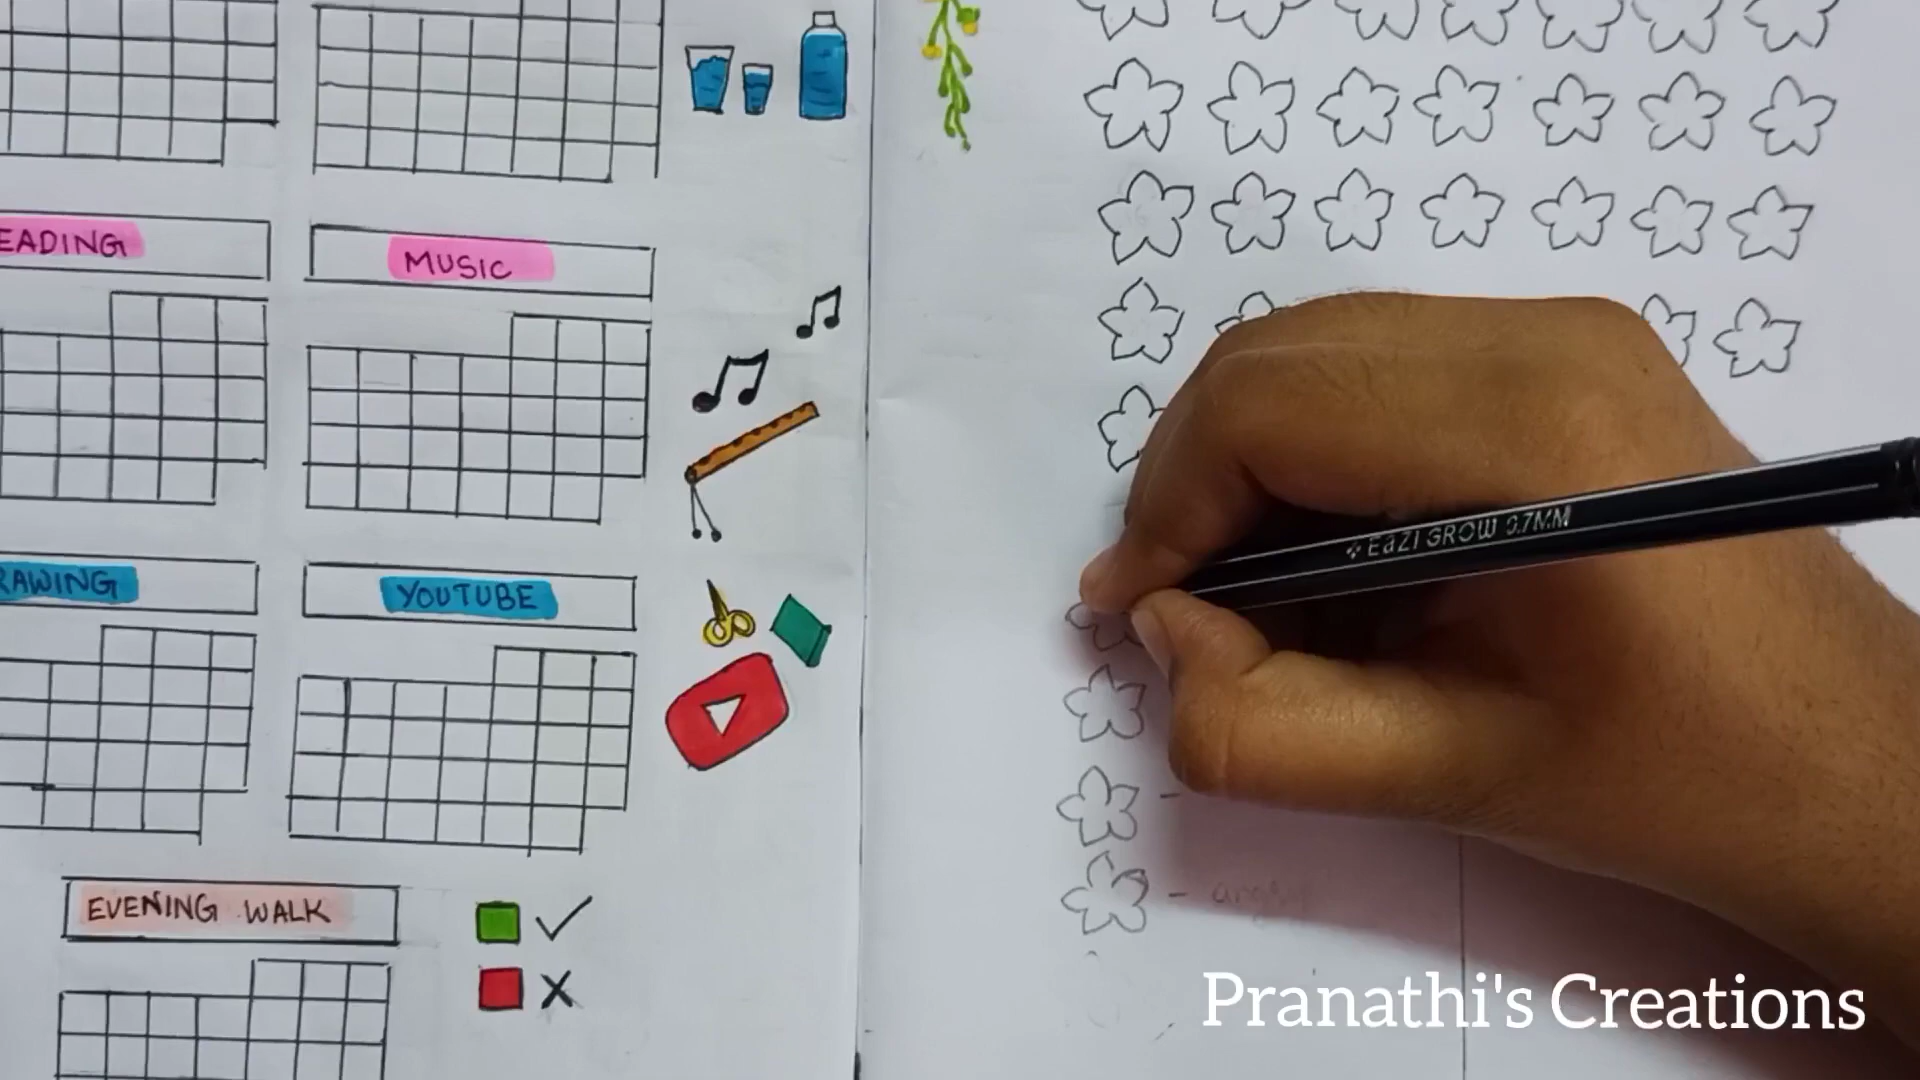 EADING
MUSIC
RAWING
YOUTUBE
EVENING WALK
EaZI GROW 0.7MM
Pranathi's Creations